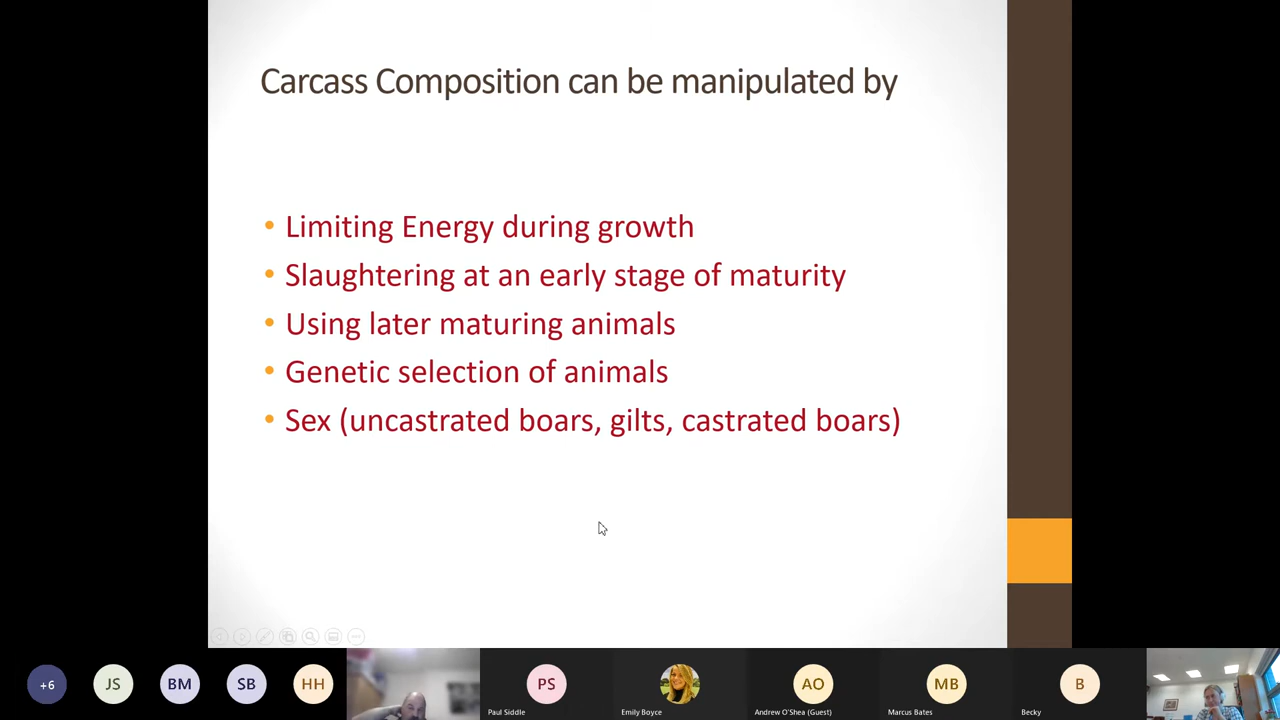 Carcass Composition can be manipulated by
• Limiting Energy during growth
• Slaughtering at an early stage of maturity
• Using later maturing animals
• Genetic selection of animals
• Sex (uncastrated boars, gilts, castrated boars)
+6
JS
BM
SB
HH
PS
AO
MB
B
Paul Siddle
Emily Boyce
Andrew O'Shea (Guest)
Marcus Bates
Becky